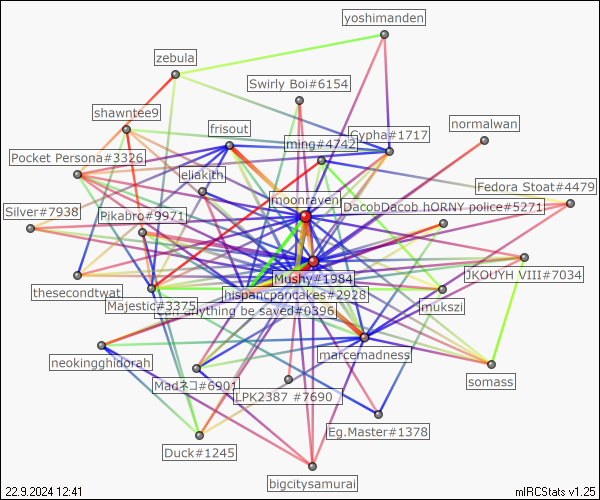 yoshimanden
zebula
Swirly Boi#6154
shawntee9
frisout
Cypha#1717
normalwan
ming#4742
Pocket Persona#3326
eliakith
Fedora Stoat#4479
moonraven
DacobDacob hORNY police#5271
Silver#7938
Pikabro#9971
Mushy#1984
JKOUYH VIII#7034
thesecondtwat
hispancpancakes#2928
Majestic#3375
anything be saved#0396
mukszi
marcemadness
neokingghidorah
Madネコ#6901
LPK2387 #7690
somass
Eg.Master#1378
Duck#1245
bigcitysamurai
22.9.2024 12:41
mIRCStats v1.25